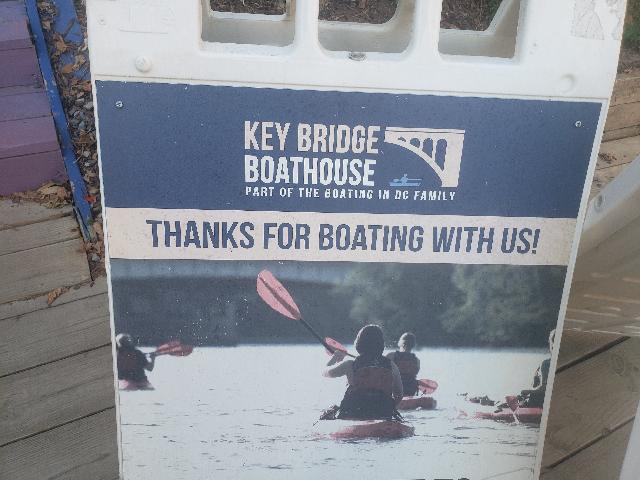 KEY BRIDGE
BOATHOUSE
PART OF THE BOATING IN DC FAMILY
THANKS FOR BOATING WITH US!